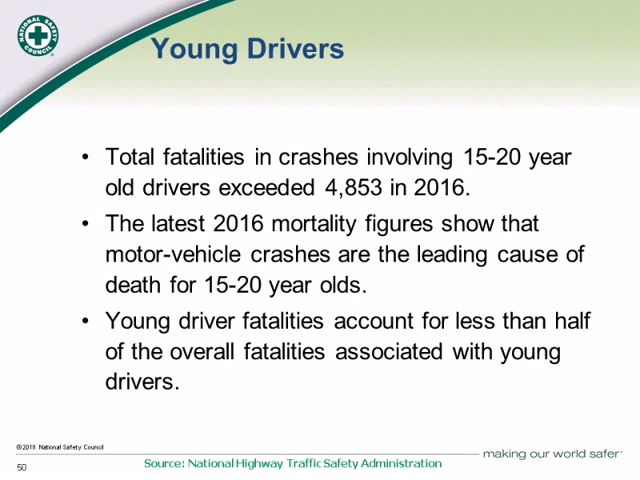 NATIONAL SAFETY
COUNCIL
Young Drivers
• Total fatalities in crashes involving 15-20 year
old drivers exceeded 4,853 in 2016.
• The latest 2016 mortality figures show that
motor-vehicle crashes are the leading cause of
death for 15-20 year olds.
• Young driver fatalities account for less than half
of the overall fatalities associated with young
drivers.
©2018 National Safety Council
making our world safer
50
Source: National Highway Traffic Safety Administration